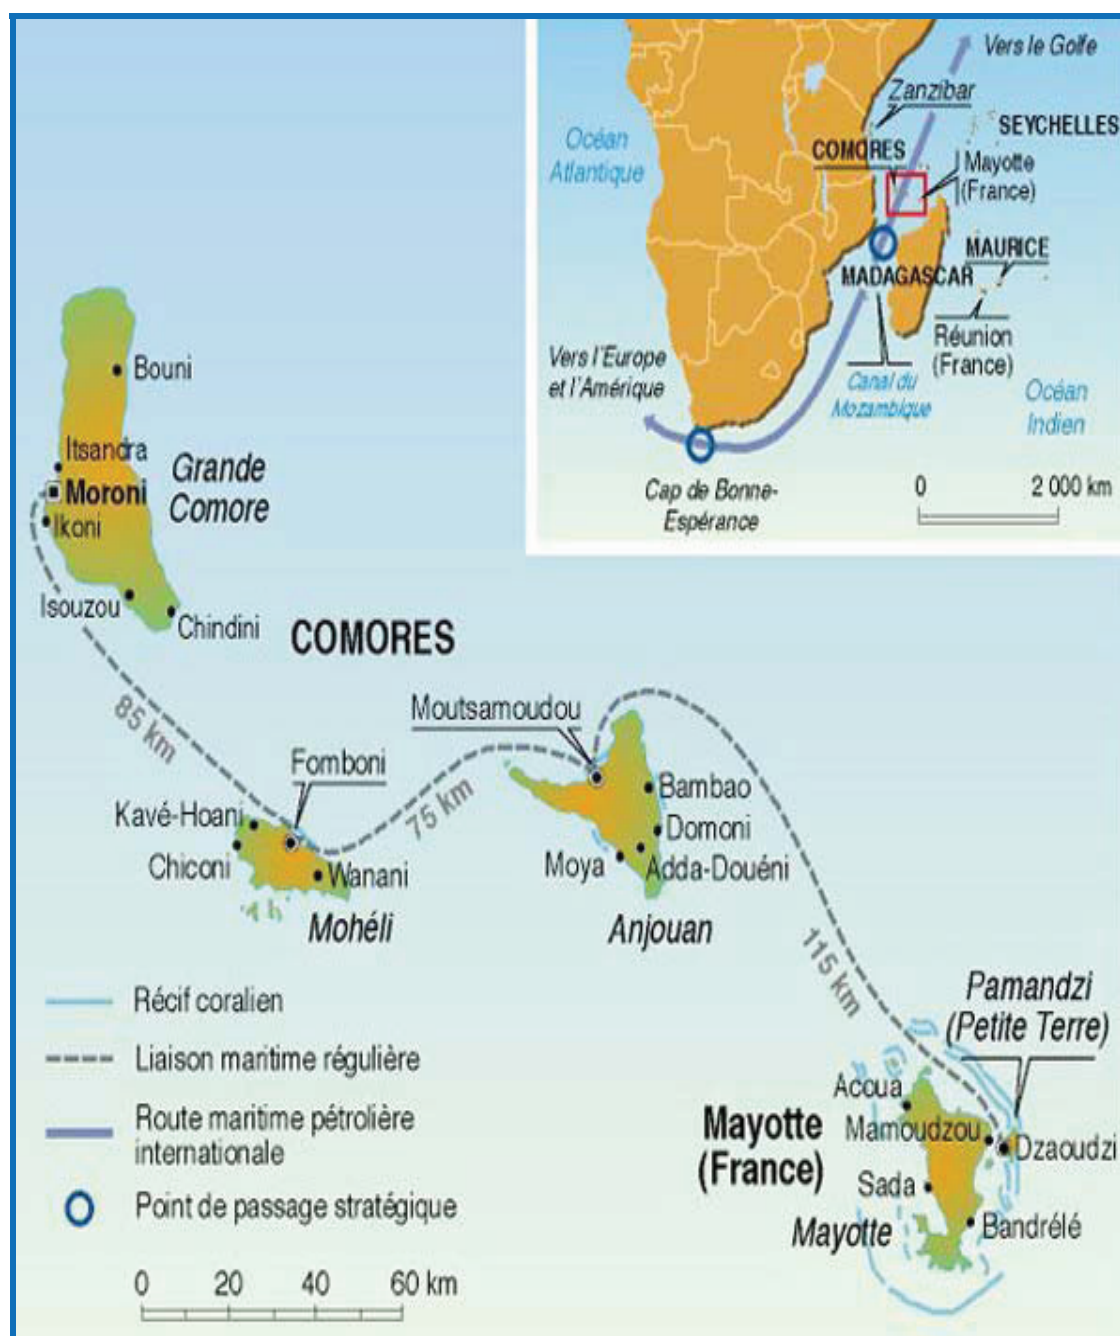 Vers le Golfe
Zanzibar
SEYCHELLES
Océan
Atlantique
COMORES
Mayotte
(France)
MAURICE
MADAGASCAR
Réunion
(France)
Vers l'Europe
et l'Amérique
Canal du
Mozambique
Océan
Indien
Cap de Bonne-
Espérance
0 2 000 km
Bouni
Itsandra
Moroni
Grande
Comore
Ikoni
Isouzou
Chindini
COMORES
85 km
Moutsamoudou
Fomboni
75 km
Bambao
Kavé-Hoani
Domoni
Chiconi
Wanani
Moya
Adda-Douéni
Mohéli
Anjouan
115 km
Pamandzi
(Petite Terre)
Acoua
Mayotte
(France)
Mamoudzou
Dzaoudzi
Sada
Mayotte
Bandrélé
Récif coralien
Liaison maritime régulière
Route maritime pétrolière
internationale
Point de passage stratégique
0 20 40 60 km